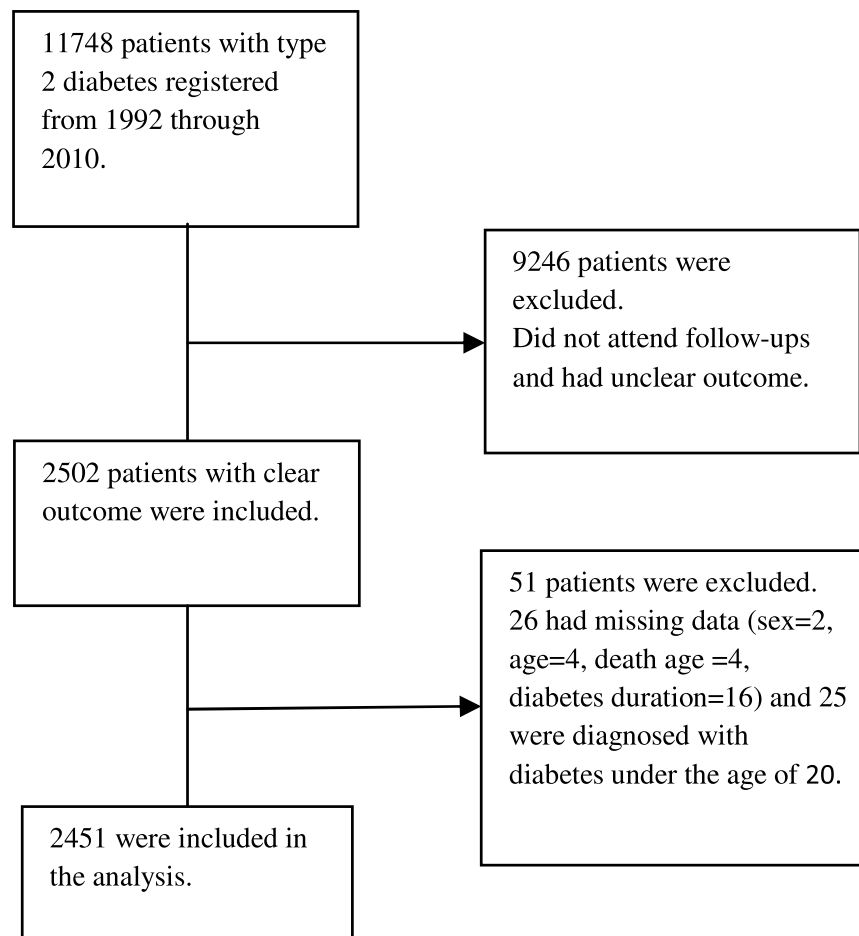 11748 patients with type
2 diabetes registered
from 1992 through
2010.
9246 patients were
excluded.
Did not attend follow-ups
and had unclear outcome.
2502 patients with clear
outcome were included.
51 patients were excluded.
26 had missing data (sex=2,
age=4, death age =4,
diabetes duration=16) and 25
were diagnosed with
diabetes under the age of 20.
2451 were included in
the analysis.